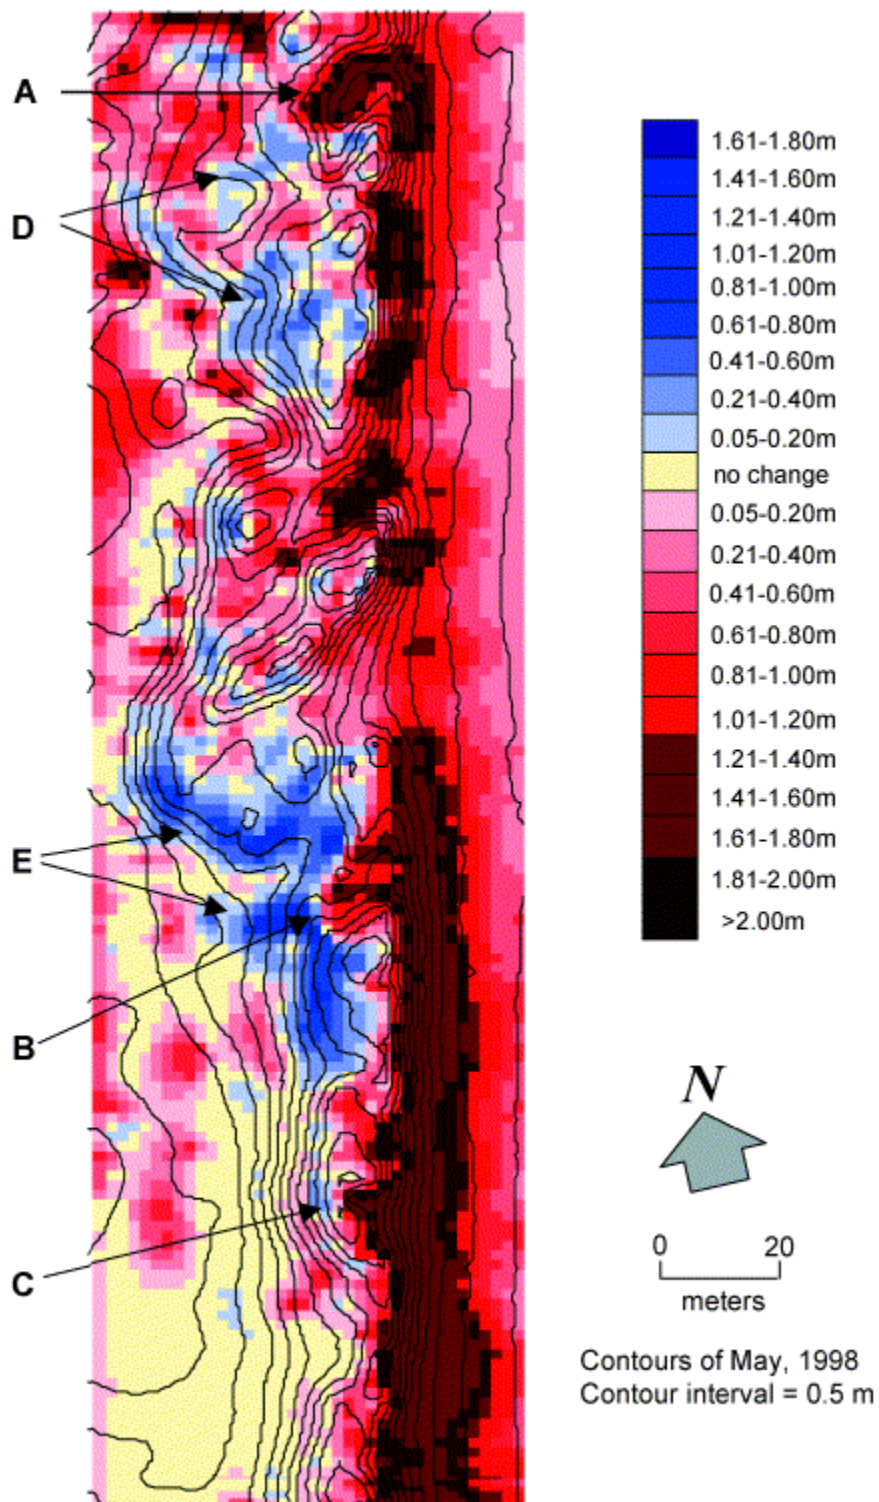 A
D
E
B
C
1.61-1.80m
1.41-1.60m
1.21-1.40m
1.01-1.20m
0.81-1.00m
0.61-0.80m
0.41-0.60m
0.21-0.40m
0.05-0.20m
no change
0.05-0.20m
0.21-0.40m
0.41-0.60m
0.61-0.80m
0.81-1.00m
1.01-1.20m
1.21-1.40m
1.41-1.60m
1.61-1.80m
1.81-2.00m
>2.00m
N
0 20
meters
Contours of May, 1998
Contour interval = 0.5 m